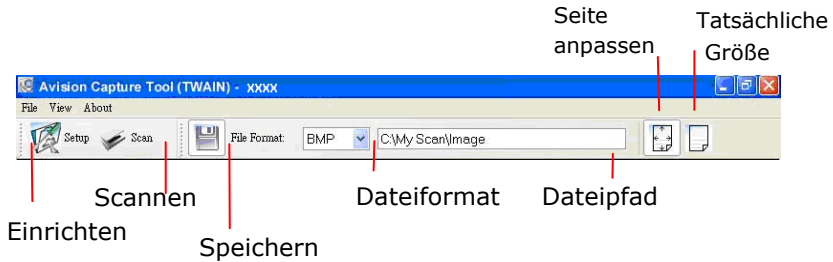 Seite Tatsächliche
anpassen Größe
Avision Capture Tool (TWAIN) - xxxx
File View About
Setup Scan File Format: BMP C:\My Scan\Image
Scannen Dateiformat Dateipfad
Einrichten
Speichern